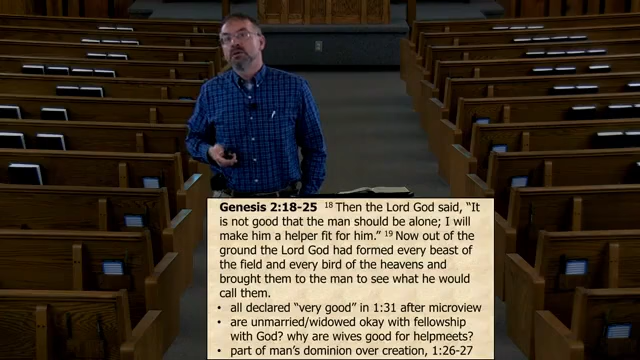 Genesis 2:18-25 18 Then the Lord God said, “It
is not good that the man should be alone; I will
make him a helper fit for him.” 19 Now out of the
ground the Lord God had formed every beast of
the field and every bird of the heavens and
brought them to the man to see what he would
call them.
• all declared “very good” in 1:31 after microview
• are unmarried/widowed okay with fellowship
with God? why are wives good for helpmeets?
• part of man’s dominion over creation, 1:26-27